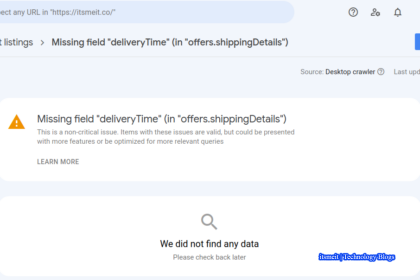 ect any URL in "https://itsmeit.co/"
t listings > Missing field "deliveryTime" (in "offers.shippingDetails")
Source: Desktop crawler Last upd
Missing field "deliveryTime" (in "offers.shippingDetails")
This is a non-critical issue. Items with these issues are valid, but could be presented
with more features or be optimized for more relevant queries
LEARN MORE
We did not find any data
Please check back later
itsmeit |Technology Blogs